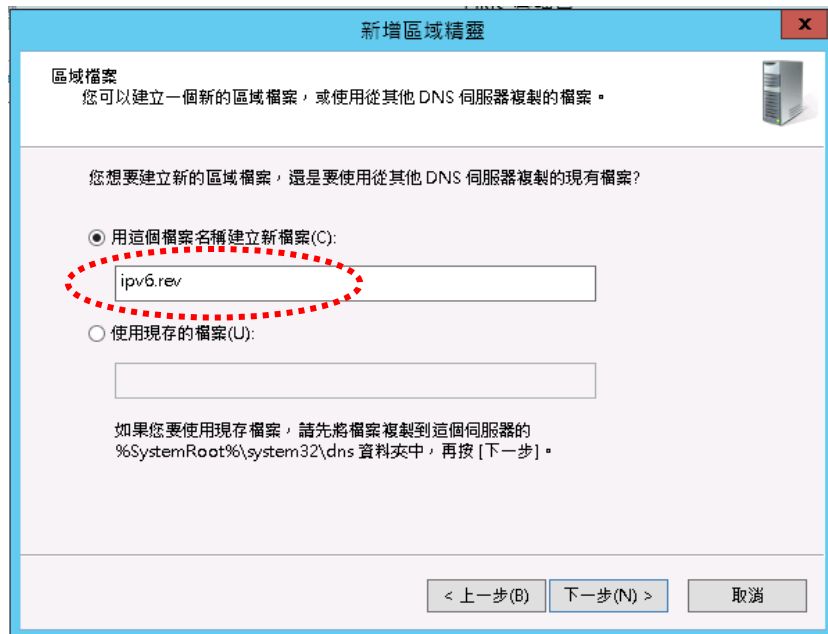 新增區域精靈
x
區域檔案
您可以建立一個新的區域檔案，或使用從其他 DNS 伺服器複製的檔案。
您想要建立新的區域檔案，還是要使用從其他 DNS 伺服器複製的現有檔案?
用這個檔案名稱建立新檔案(C):
ipv6.rev
使用現存的檔案(U):
如果您要使用現存檔案，請先將檔案複製到這個伺服器的
%SystemRoot%\system32\dns 資料夾中，再按 [下一步]。
< 上一步(B)
下一步(N) >
取消